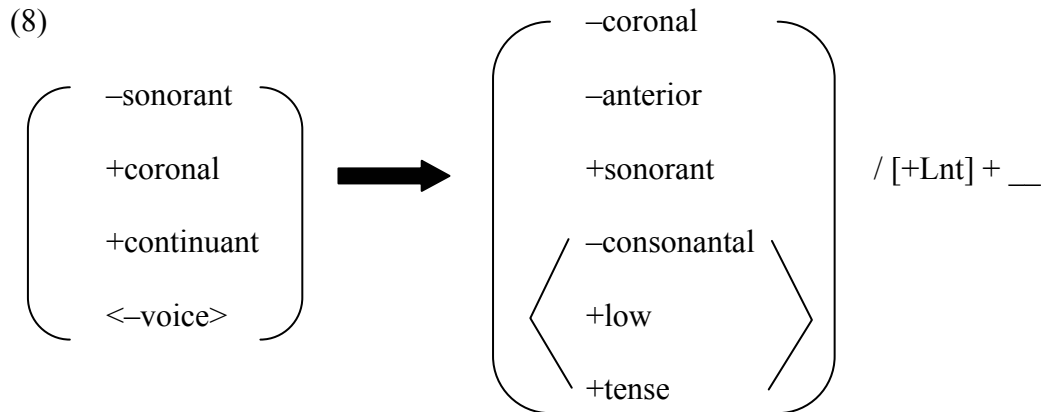 (8)
–coronal
–sonorant
–anterior
+coronal
+sonorant
/ [+Lnt] + __
+continuant
–consonantal
<–voice>
+low
+tense